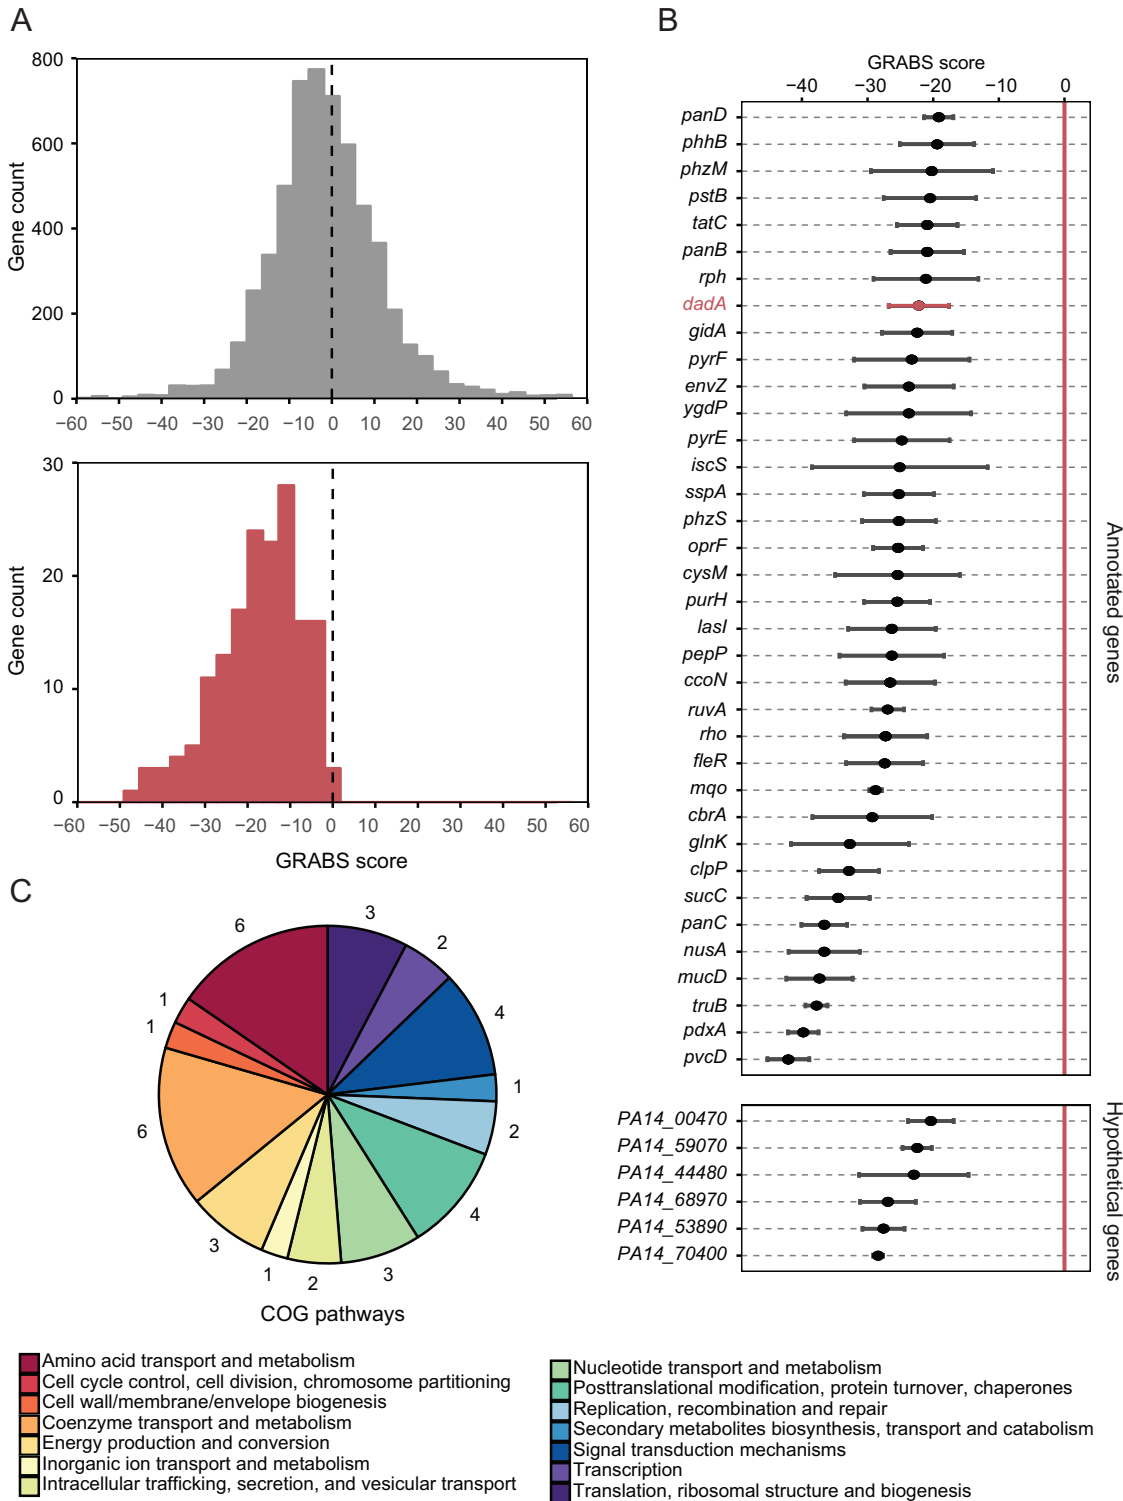 A
800
600
400
200
0
Gene count
−60 −50 −40 −30 −20 −10 0 10 20 30 40 50 60
30
20
10
0
Gene count
−60 −50 −40 −30 −20 −10 0 10 20 30 40 50 60
GRABS score
B
GRABS score
−40 −30 −20 −10 0
panD
phhB
phzM
pstB
tatC
panB
rph
dadA
gidA
pyrF
envZ
ygdP
pyrE
iscS
sspA
phzS
oprF
cysM
purH
lasI
pepP
ccoN
ruvA
rho
fleR
mqo
cbrA
glnK
clpP
sucC
panC
nusA
mucD
truB
pdxA
pvcD
Annotated genes
PA14_00470
PA14_59070
PA14_44480
PA14_68970
PA14_53890
PA14_70400
Hypothetical genes
C
3
2
4
1
2
4
3
2
1
3
6
1
1
6
COG pathways
Amino acid transport and metabolism
Cell cycle control, cell division, chromosome partitioning
Cell wall/membrane/envelope biogenesis
Coenzyme transport and metabolism
Energy production and conversion
Inorganic ion transport and metabolism
Intracellular trafficking, secretion, and vesicular transport
Nucleotide transport and metabolism
Posttranslational modification, protein turnover, chaperones
Replication, recombination and repair
Secondary metabolites biosynthesis, transport and catabolism
Signal transduction mechanisms
Transcription
Translation, ribosomal structure and biogenesis